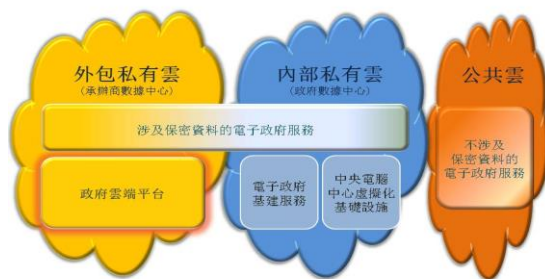 外包私有雲
(承辦商數據中心)
內部私有雲
(政府數據中心)
公共雲
涉及保密資料的電子政府服務
不涉及
保密資料的
電子政府服務
政府雲端平台
電子政府
基建服務
中央電腦
中心虛擬化
基礎設施